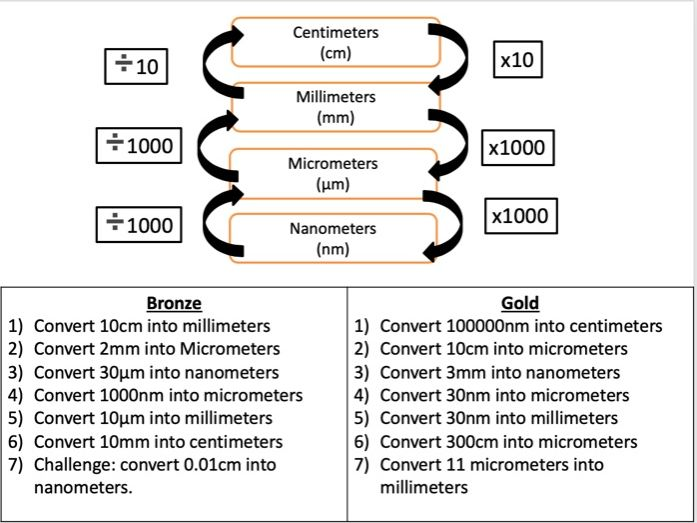 Centimeters
(cm)
÷10
x10
Millimeters
(mm)
÷1000
x1000
Micrometers
(µm)
÷1000
x1000
Nanometers
(nm)
Bronze
1) Convert 10cm into millimeters
2) Convert 2mm into Micrometers
3) Convert 30µm into nanometers
4) Convert 1000nm into micrometers
5) Convert 10µm into millimeters
6) Convert 10mm into centimeters
7) Challenge: convert 0.01cm into
nanometers.
Gold
1) Convert 100000nm into centimeters
2) Convert 10cm into micrometers
3) Convert 3mm into nanometers
4) Convert 30nm into micrometers
5) Convert 30nm into millimeters
6) Convert 300cm into micrometers
7) Convert 11 micrometers into
millimeters